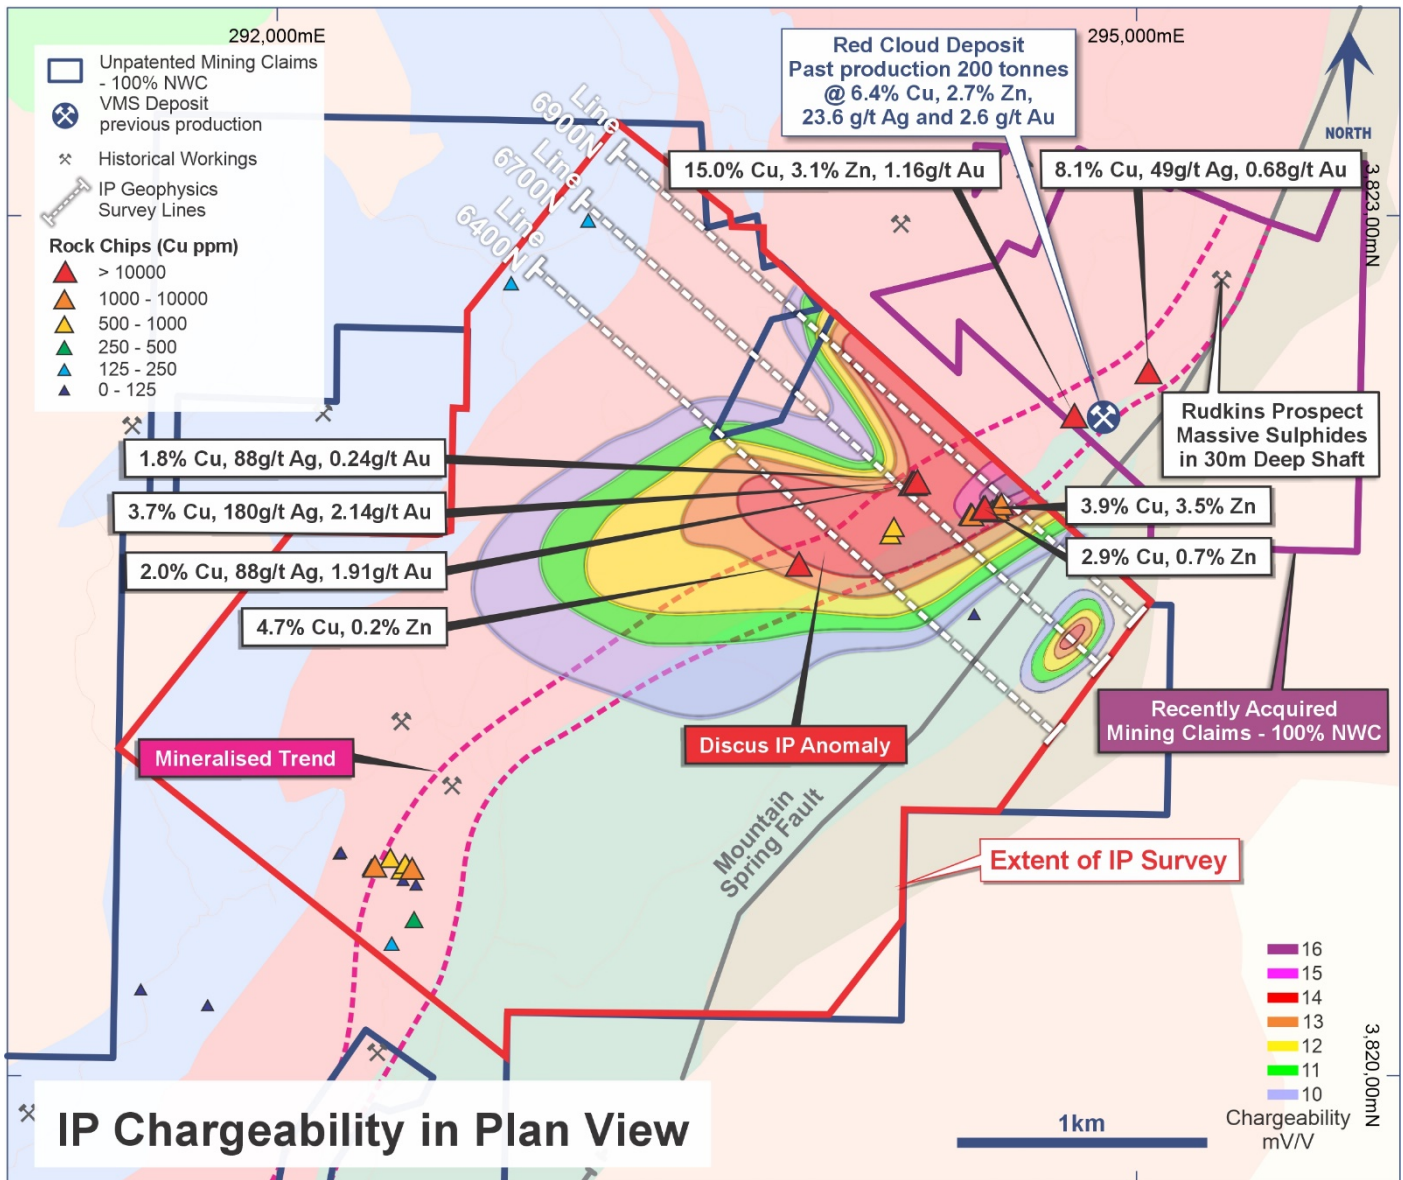 292,000mE
295,000mE
Unpatented Mining Claims
- 100% NWC
VMS Deposit
previous production
Historical Workings
IP Geophysics
Survey Lines
Rock Chips (Cu ppm)
> 10000
1000 - 10000
500 - 1000
250 - 500
125 - 250
0 - 125
Line
6900N
Line
6700N
Line
6400N
Red Cloud Deposit
Past production 200 tonnes
@ 6.4% Cu, 2.7% Zn,
23.6 g/t Ag and 2.6 g/t Au
NORTH
15.0% Cu, 3.1% Zn, 1.16g/t Au
8.1% Cu, 49g/t Ag, 0.68g/t Au
3,823,00mN
Rudkins Prospect
Massive Sulphides
in 30m Deep Shaft
1.8% Cu, 88g/t Ag, 0.24g/t Au
3.7% Cu, 180g/t Ag, 2.14g/t Au
2.0% Cu, 88g/t Ag, 1.91g/t Au
4.7% Cu, 0.2% Zn
3.9% Cu, 3.5% Zn
2.9% Cu, 0.7% Zn
Recently Acquired
Mining Claims - 100% NWC
Discus IP Anomaly
Mineralised Trend
Mountain
Spring Fault
Extent of IP Survey
16
15
14
13
12
11
10
Chargeability
mV/V
3,820,00mN
1km
IP Chargeability in Plan View